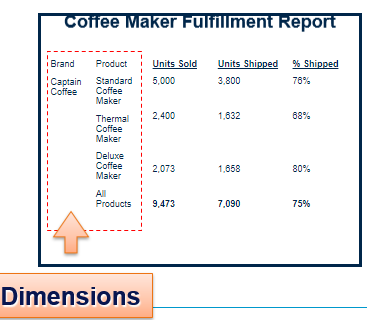 Coffee Maker Fulfillment Report
Brand Product Units Sold Units Shipped % Shipped
Captain Standard 5,000 3,800 76%
Coffee Coffee
Maker
Thermal 2,400 1,632 68%
Coffee
Maker
Deluxe
Coffee 2,073 1,658 80%
Maker
All
Products 9,473 7,090 75%
Dimensions